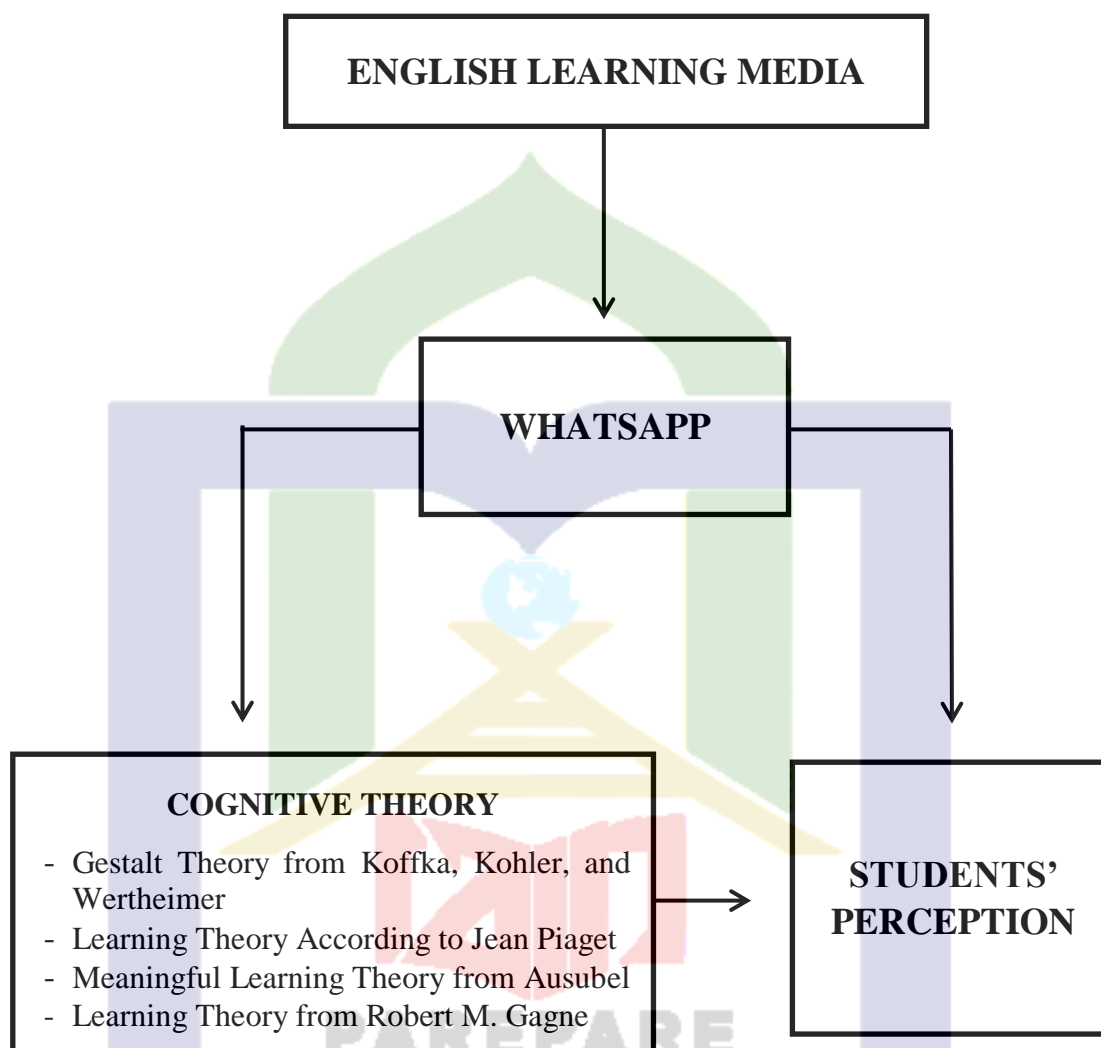 ENGLISH LEARNING MEDIA
WHATSAPP
COGNITIVE THEORY
- Gestalt Theory from Koffka, Kohler, and
Wertheimer
- Learning Theory According to Jean Piaget
- Meaningful Learning Theory from Ausubel
- Learning Theory from Robert M. Gagne
STUDENTS’
PERCEPTION
PAREPARE